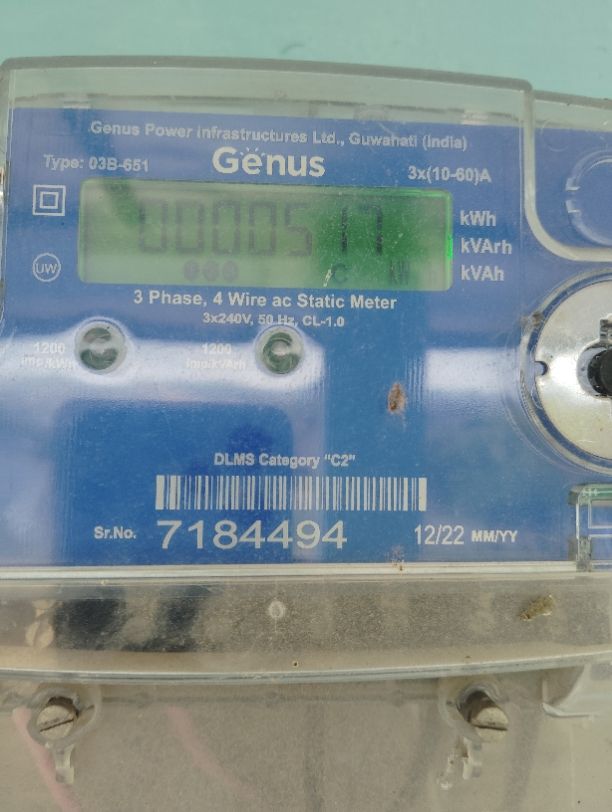 Genus Power Infrastructures Ltd., Guwahati (India)
Type: 03B-651
Genus
3x(10-60)A
kWh
kVArh
kVAh
UW
3 Phase, 4 Wire ac Static Meter
3x240V, 50 Hz, CL-1.0
1200 imp/kWh
1200 imp/kVArh
DLMS Category "C2"
Sr.No. 7184494 12/22 MM/YY